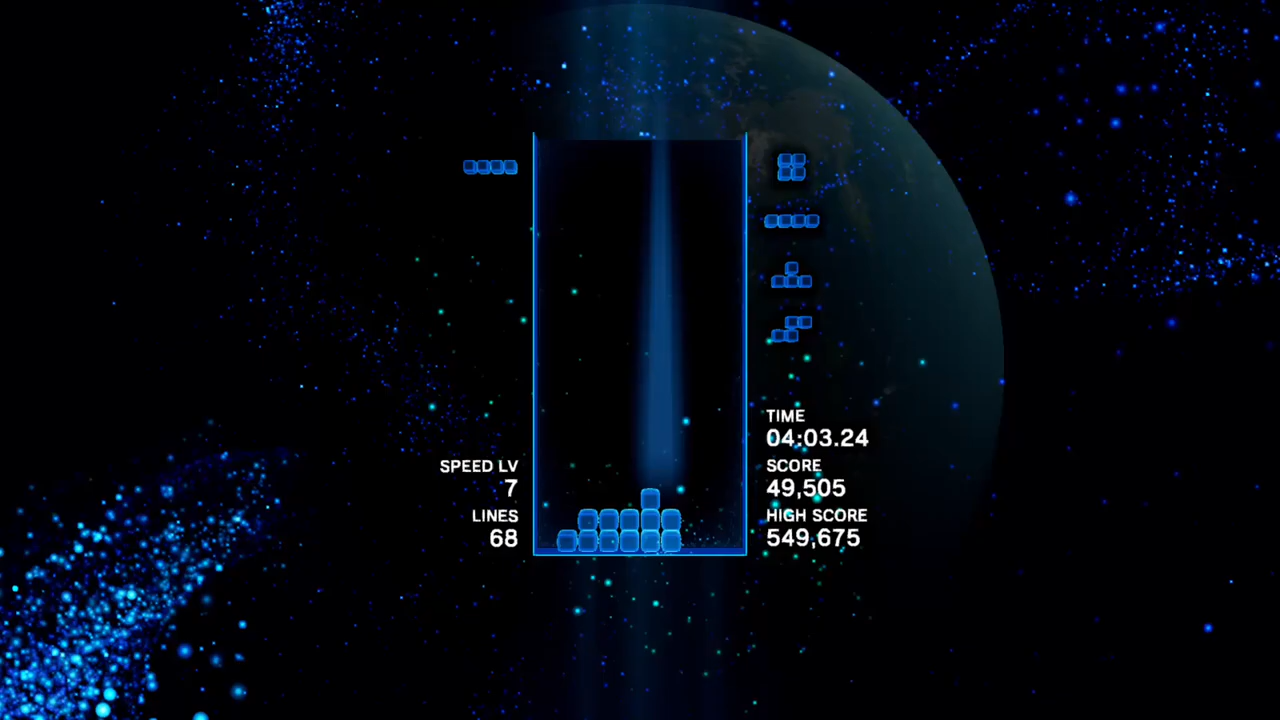 SPEED LV
7
LINES
68
TIME
04:03.24
SCORE
49,505
HIGH SCORE
549,675